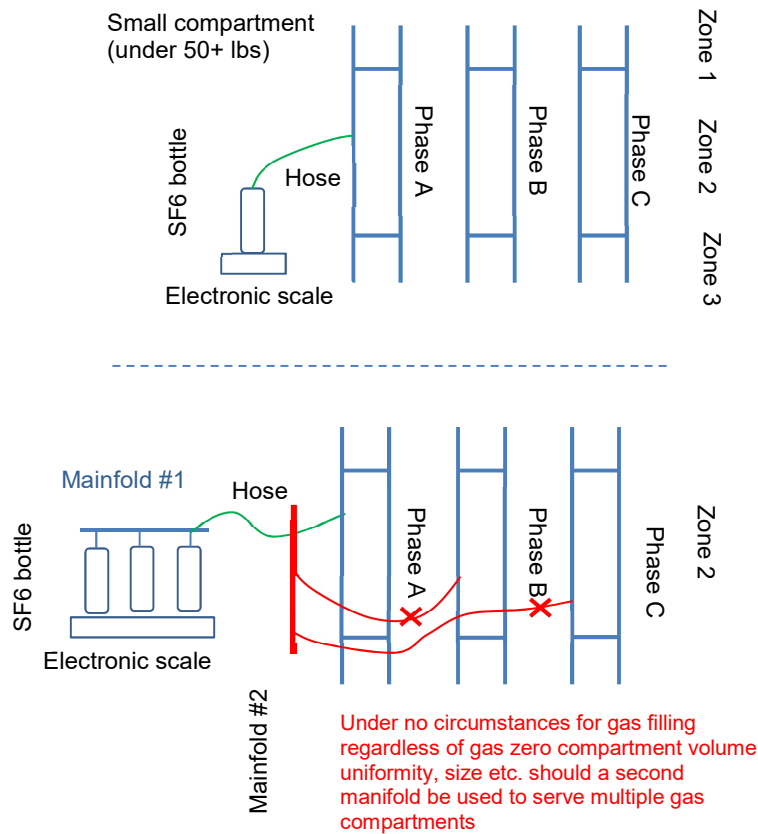 Small compartment
(under 50+ lbs)
SF6 bottle
Hose
Electronic scale
Phase A
Phase B
Phase C
Zone 1
Zone 2
Zone 3
Mainfold #1
Hose
SF6 bottle
Electronic scale
Mainfold #2
Phase A
Phase B
Phase C
Zone 2
Under no circumstances for gas filling
regardless of gas zero compartment volume
uniformity, size etc. should a second
manifold be used to serve multiple gas
compartments